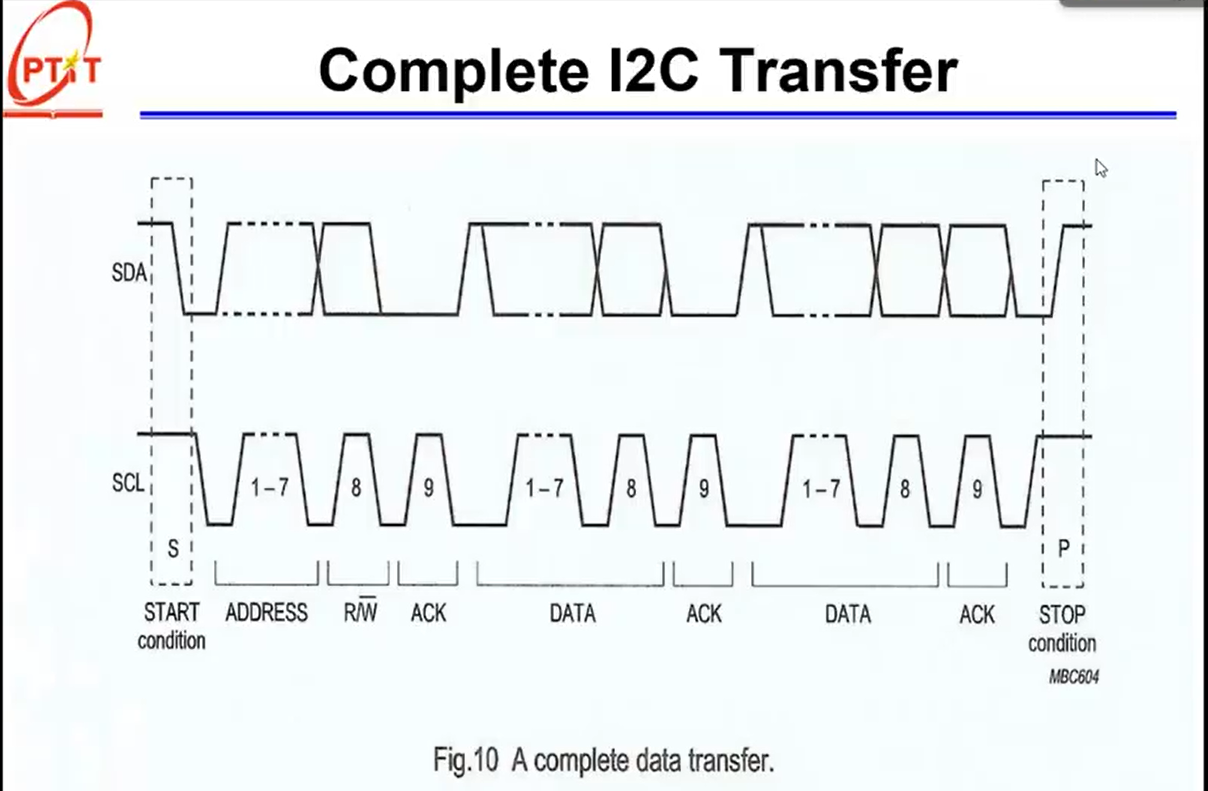 PTIT
Complete I2C Transfer
SDA
SCL
1–7 8 9 1–7 8 9 1–7 8 9
S P
START condition
ADDRESS
R/W̅
ACK
DATA
ACK
DATA
ACK
STOP condition
MBC604
Fig.10 A complete data transfer.